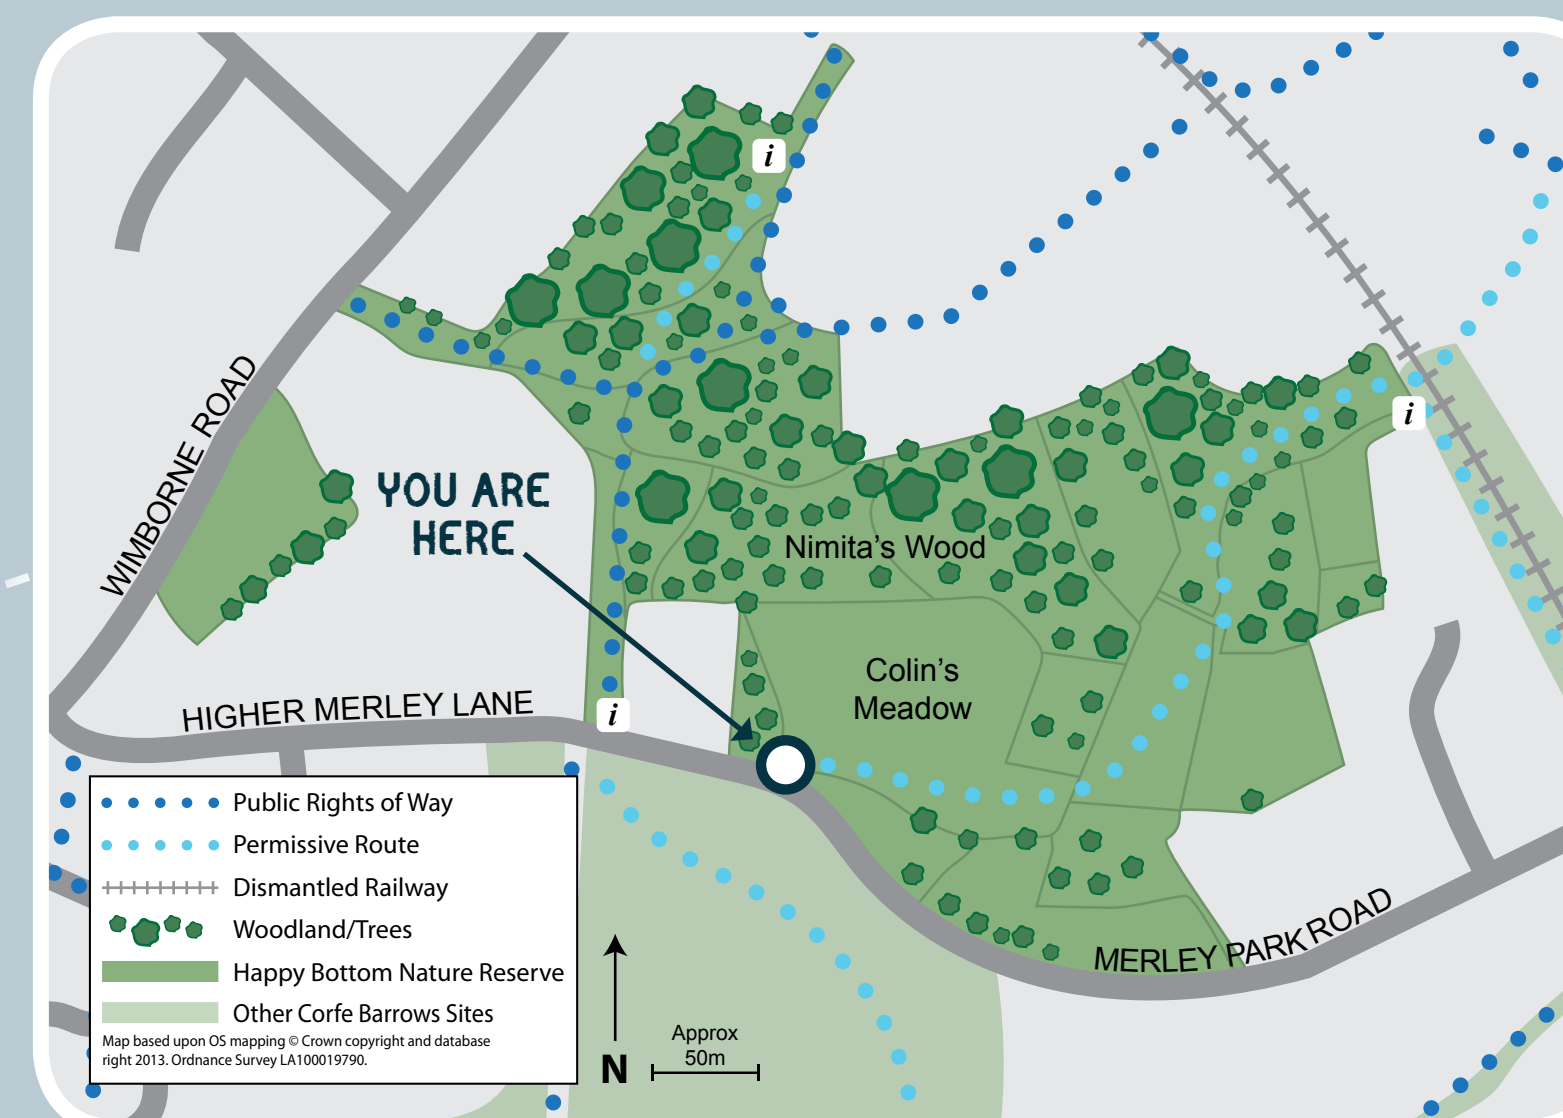 i
i
WIMBORNE ROAD
YOU ARE
HERE
Nimita's Wood
Colin's
Meadow
HIGHER MERLEY LANE
i
MERLEY PARK ROAD
Public Rights of Way
Permissive Route
Dismantled Railway
Woodland/Trees
Happy Bottom Nature Reserve
Other Corfe Barrows Sites
Map based upon OS mapping © Crown copyright and database
right 2013. Ordnance Survey LA100019790.
N
Approx
50m